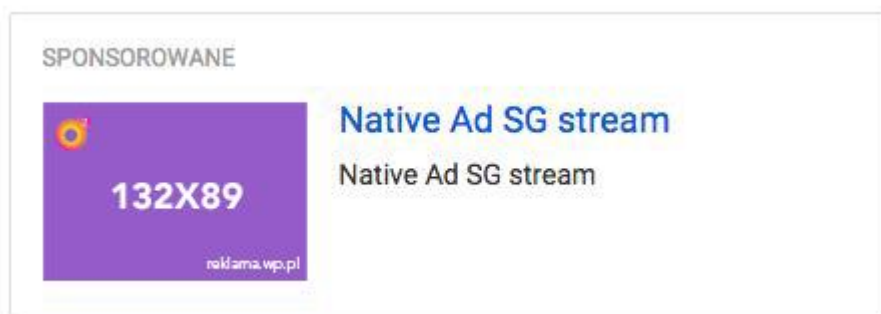 SPONSOROWANE
Native Ad SG stream
Native Ad SG stream
132X89
reklama.wp.pl